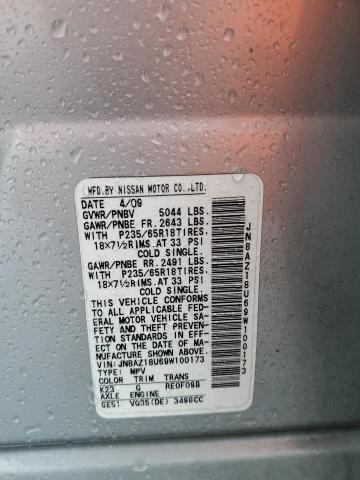 MFD.BY NISSAN MOTOR CO.,LTD.
DATE 4/09
GVWR/PNBV 5044 LBS.
GAWR/PNBE FR.2643 LBS.
WITH P235/65R18TIRES.
18X7½RIMS.AT 33 PSI
COLD SINGLE.
GAWR/PNBE RR.2491 LBS.
WITH P235/65R18TIRES.
18X7½RIMS.AT 33 PSI
COLD SINGLE.
THIS VEHICLE CONFORMS
TO ALL APPLICABLE FED-
ERAL MOTOR VEHICLE SA-
FETY AND THEFT PREVENTION
STANDARDS IN EFFECT
ON THE DATE OF MA-
NUFACTURE SHOWN ABOVE.
VIN:JN8AZ18U69W100173
TYPE: MPV
COLOR TRIM TRANS
K23 G RE0F09B
AXLE ENGINE
GE51 VQ35(DE) 3498CC
JN8AZ18U69W100173